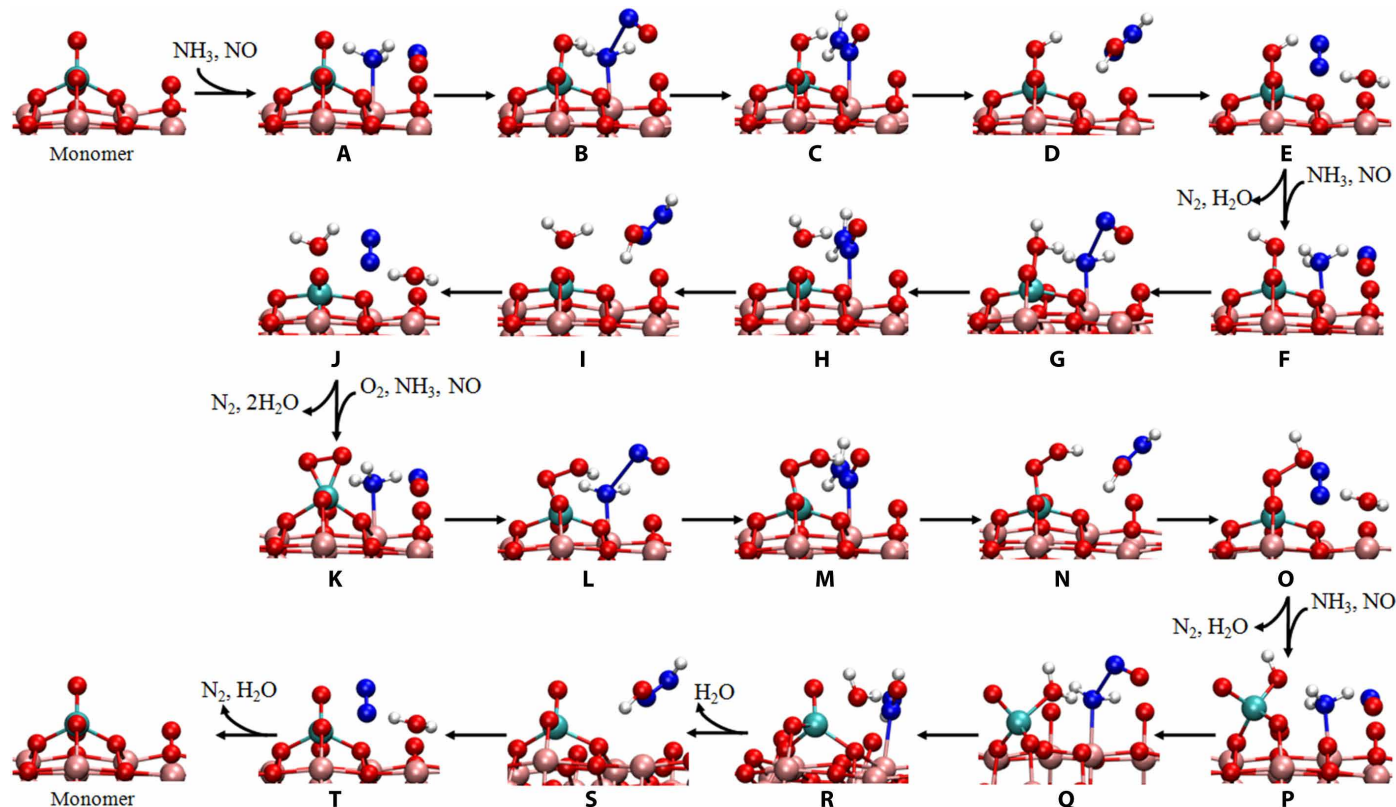 NH₃, NO
Monomer
A
B
C
D
E
N₂, H₂O
NH₃, NO
J
I
H
G
F
N₂, 2H₂O
O₂, NH₃, NO
K
L
M
N
O
N₂, H₂O
NH₃, NO
N₂, H₂O
H₂O
Monomer
T
S
R
Q
P